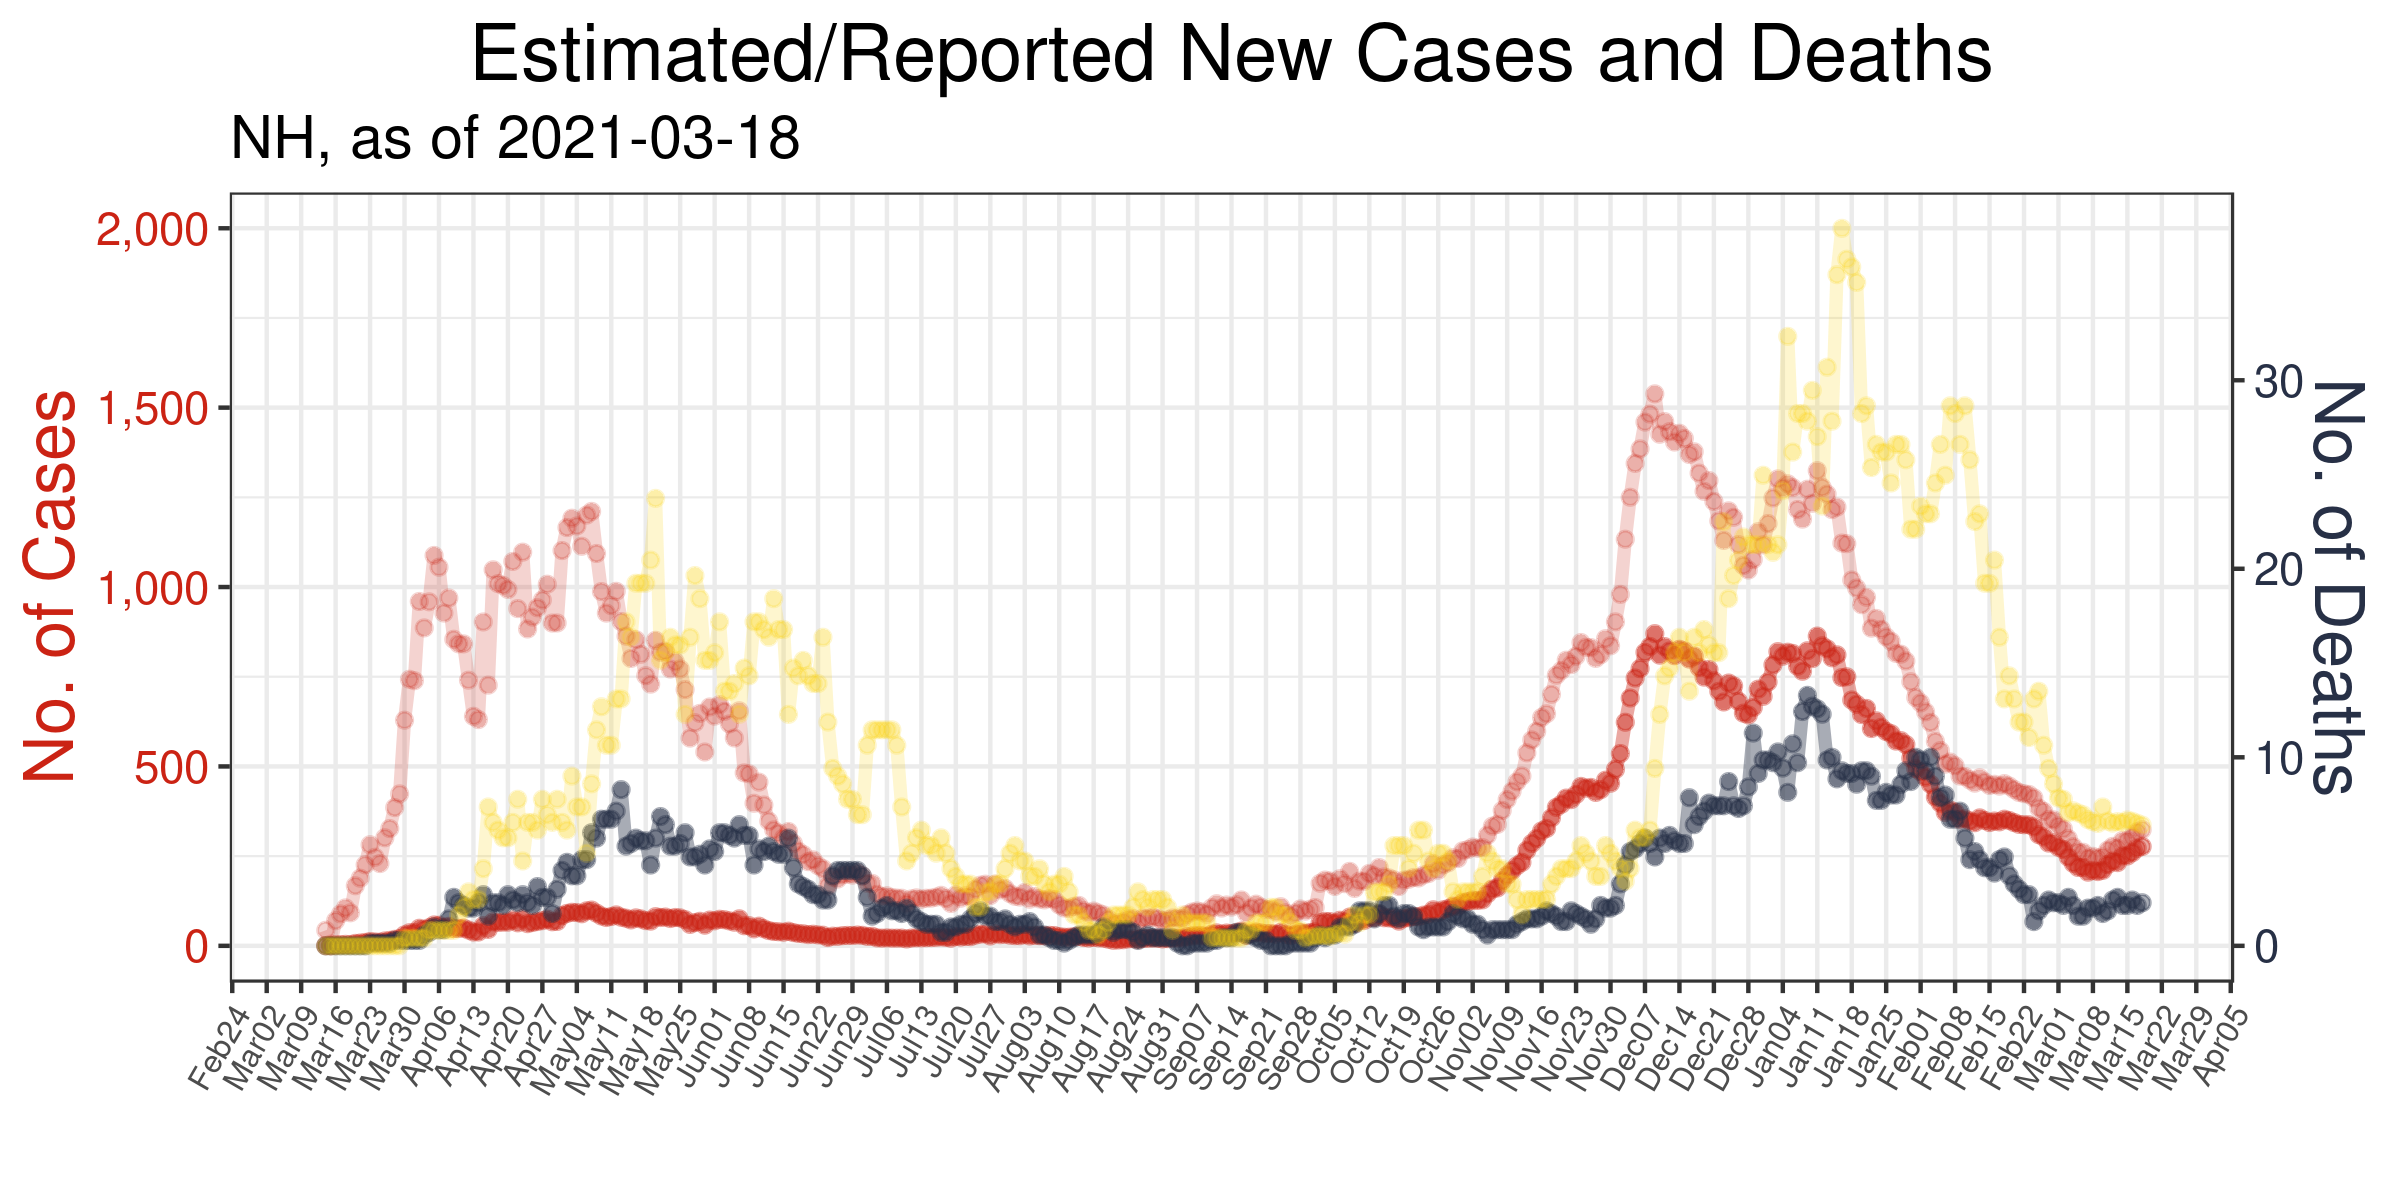 Estimated/Reported New Cases and Deaths
NH, as of 2021-03-18
No. of Cases
2,000
1,500
1,000
500
0
30
20
10
0
No. of Deaths
Feb24
Mar02
Mar09
Mar16
Mar23
Mar30
Apr06
Apr13
Apr20
Apr27
May04
May11
May18
May25
Jun01
Jun08
Jun15
Jun22
Jun29
Jul06
Jul13
Jul20
Jul27
Aug03
Aug10
Aug17
Aug24
Aug31
Sep07
Sep14
Sep21
Sep28
Oct05
Oct12
Oct19
Oct26
Nov02
Nov09
Nov16
Nov23
Nov30
Dec07
Dec14
Dec21
Dec28
Dec04
Jan11
Jan18
Jan25
Feb01
Feb08
Feb15
Feb22
Mar01
Mar08
Mar15
Mar22
Mar29
Apr05